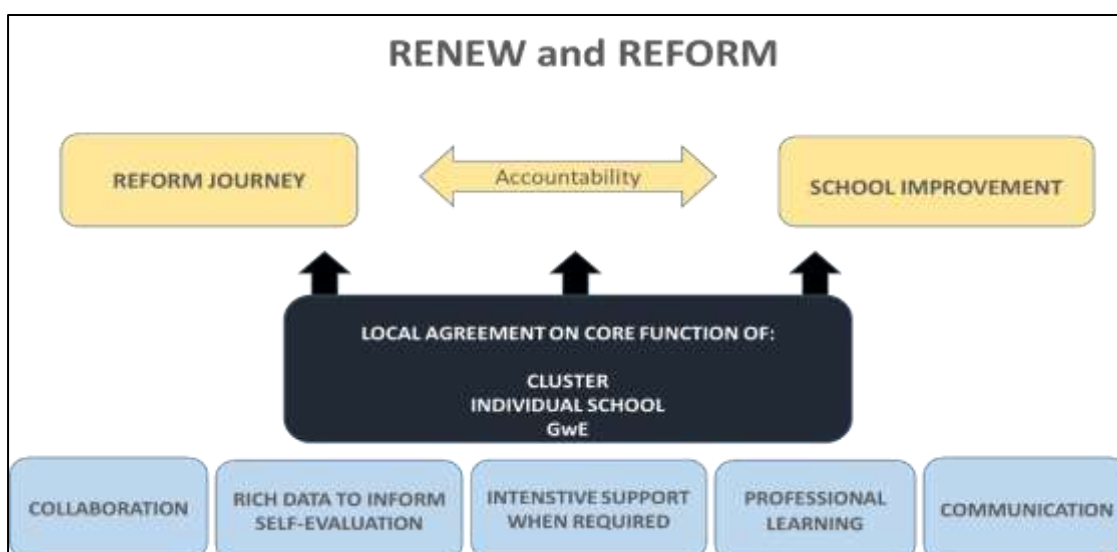 RENEW and REFORM
REFORM JOURNEY
Accountability
SCHOOL IMPROVEMENT
LOCAL AGREEMENT ON CORE FUNCTION OF:
CLUSTER
INDIVIDUAL SCHOOL
GwE
COLLABORATION
RICH DATA TO INFORM
SELF-EVALUATION
INTENSTIVE SUPPORT
WHEN REQUIRED
PROFESSIONAL
LEARNING
COMMUNICATION